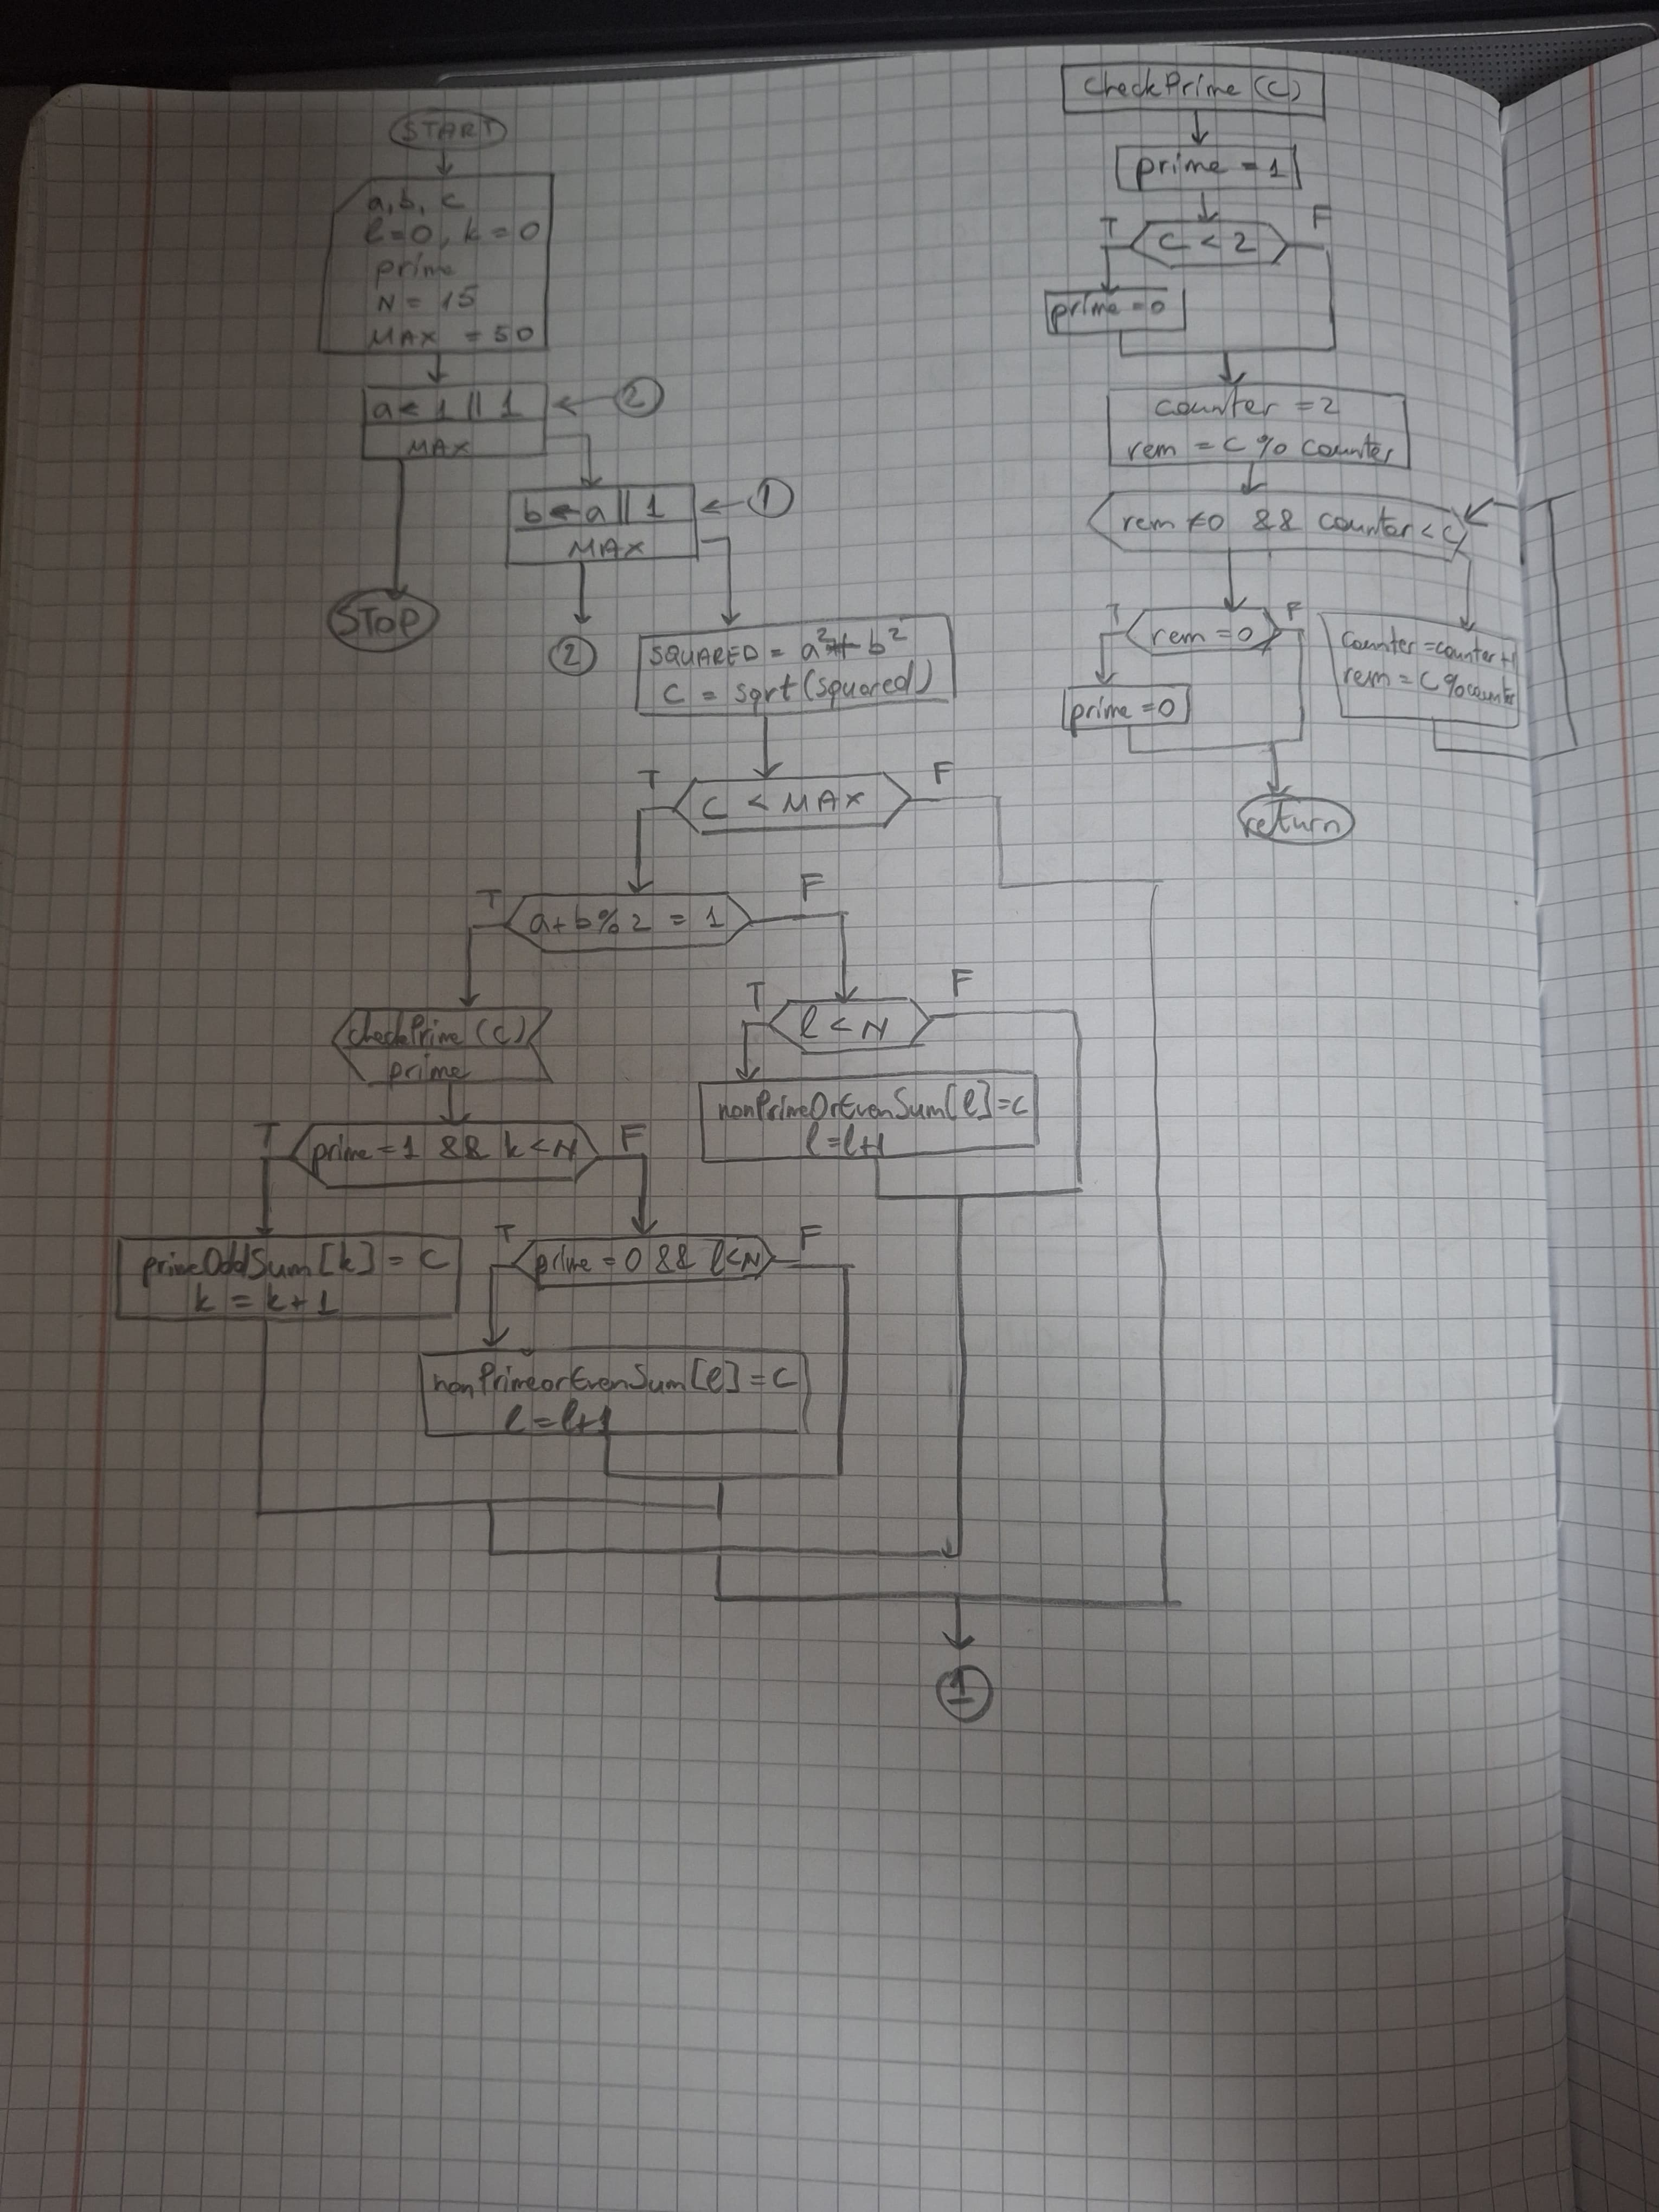 START
a, b, c
l=0, k=0
prime
N = 15
MAX = 50
a ← 1 || 1
MAX
2
b ← a || 1
MAX
1
STOP
2
SQUARED = a² + b²
C = sqrt(squared)
T
C < MAX
F
T
a+b%2 = 1
F
checkPrime (C)
prime
T
l < N
F
nonPrimeOrEvenSum[l]=c
l=l+1
T
prime = 1 && k < N
F
primeOddSum[k] = C
k = k+1
T
prime = 0 && l<N
F
nonPrimeorEvenSum[l] = C
l = l+1
1
checkPrime (C)
prime = 1
T
C < 2
F
prime = 0
counter = 2
rem = C % counter
rem ≠0 && counter < C
T
rem = 0
F
prime = 0
counter=counter+1
rem = C % counter
return